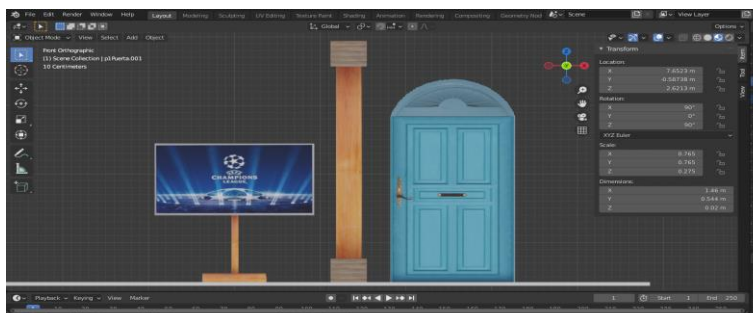 File Edit Render Window Help Layout Modeling Sculpting UV Editing Texture Paint Shading Animation Rendering Compositing Geometry Nod Scene View Layer
Global Options
Object Mode View Select Add Object
Front Orthographic
(1) Scene Collection | p1Puerta.001
10 Centimeters
CHAMPIONS
LEAGUE
Transform
Location:
X 7.6523 m
Y -0.58738 m
Z 2.6213 m
Rotation:
X 90°
Y 0°
Z 90°
XYZ Euler
Scale:
X 0.765
Y 0.765
Z 0.275
Dimensions:
X 1.46 m
Y 0.544 m
Z 0.02 m
Item
Tool
View
Playback Keying View Marker 1 Start 1 End 250